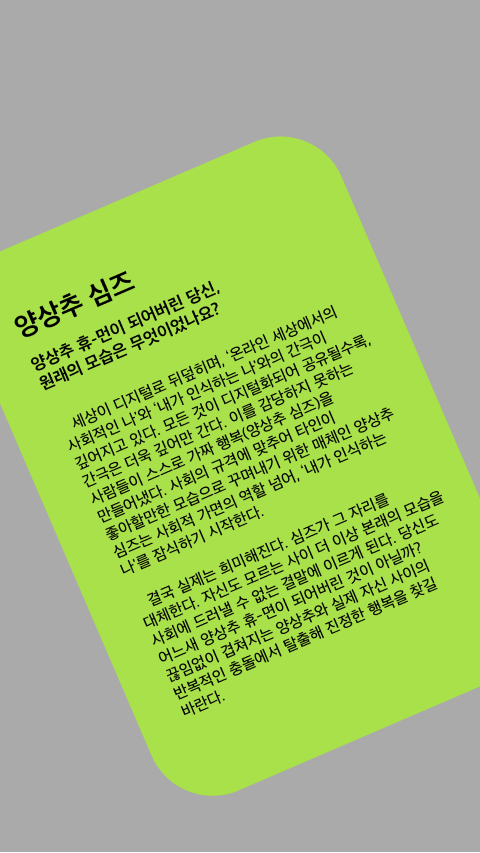 양상추 심즈
양상추 휴-먼이 되어버린 당신,
원래의 모습은 무엇이었나요?
세상이 디지털로 뒤덮히며, '온라인 세상에서의
사회적인 나'와 '내가 인식하는 나'와의 간극이
깊어지고 있다. 모든 것이 디지털화되어 공유될수록,
간극은 더욱 깊어만 간다. 이를 감당하지 못하는
사람들이 스스로 가짜 행복(양상추 심즈)을
만들어냈다. 사회의 규격에 맞추어 타인이
좋아할만한 모습으로 꾸며내기 위한 매체인 양상추
심즈는 사회적 가면의 역할 넘어, '내가 인식하는
나'를 잠식하기 시작한다.
결국 실제는 희미해진다. 심즈가 그 자리를
대체한다. 자신도 모르는 사이 더 이상 본래의 모습을
사회에 드러낼 수 없는 결말에 이르게 된다. 당신도
어느새 양상추 휴-면이 되어버린 것이 아닐까?
끊임없이 겹쳐지는 양상추와 실제 자신 사이의
반복적인 충돌에서 탈출해 진정한 행복을 찾길
바란다.